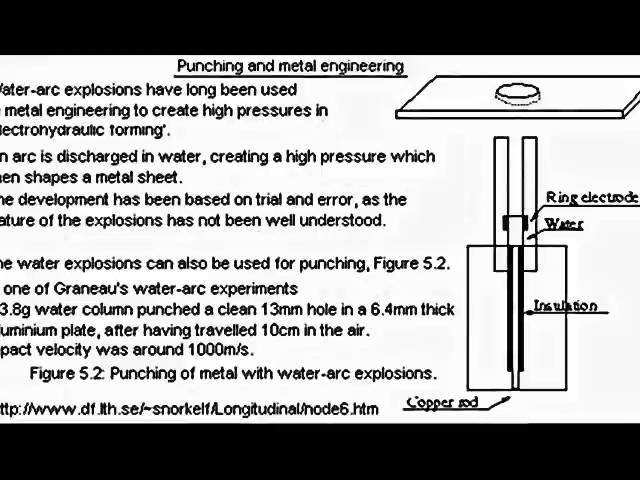 Punching and metal engineering
Water-arc explosions have long been used
metal engineering to create high pressures in
electrohydraulic forming'.
n arc is discharged in water, creating a high pressure which
hen shapes a metal sheet.
he development has been based on trial and error, as the
ature of the explosions has not been well understood.
he water explosions can also be used for punching, Figure 5.2.
one of Graneau's water-arc experiments
3.8g water column punched a clean 13mm hole in a 6.4mm thick
luminium plate, after having travelled 10cm in the air.
pact velocity was around 1000m/s.
Figure 5.2: Punching of metal with water-arc explosions.
ttp://www.df.lth.se/~snorkelf/Longitudinal/node6.htm
Ring electrode
Water
Insulation
Copper rod